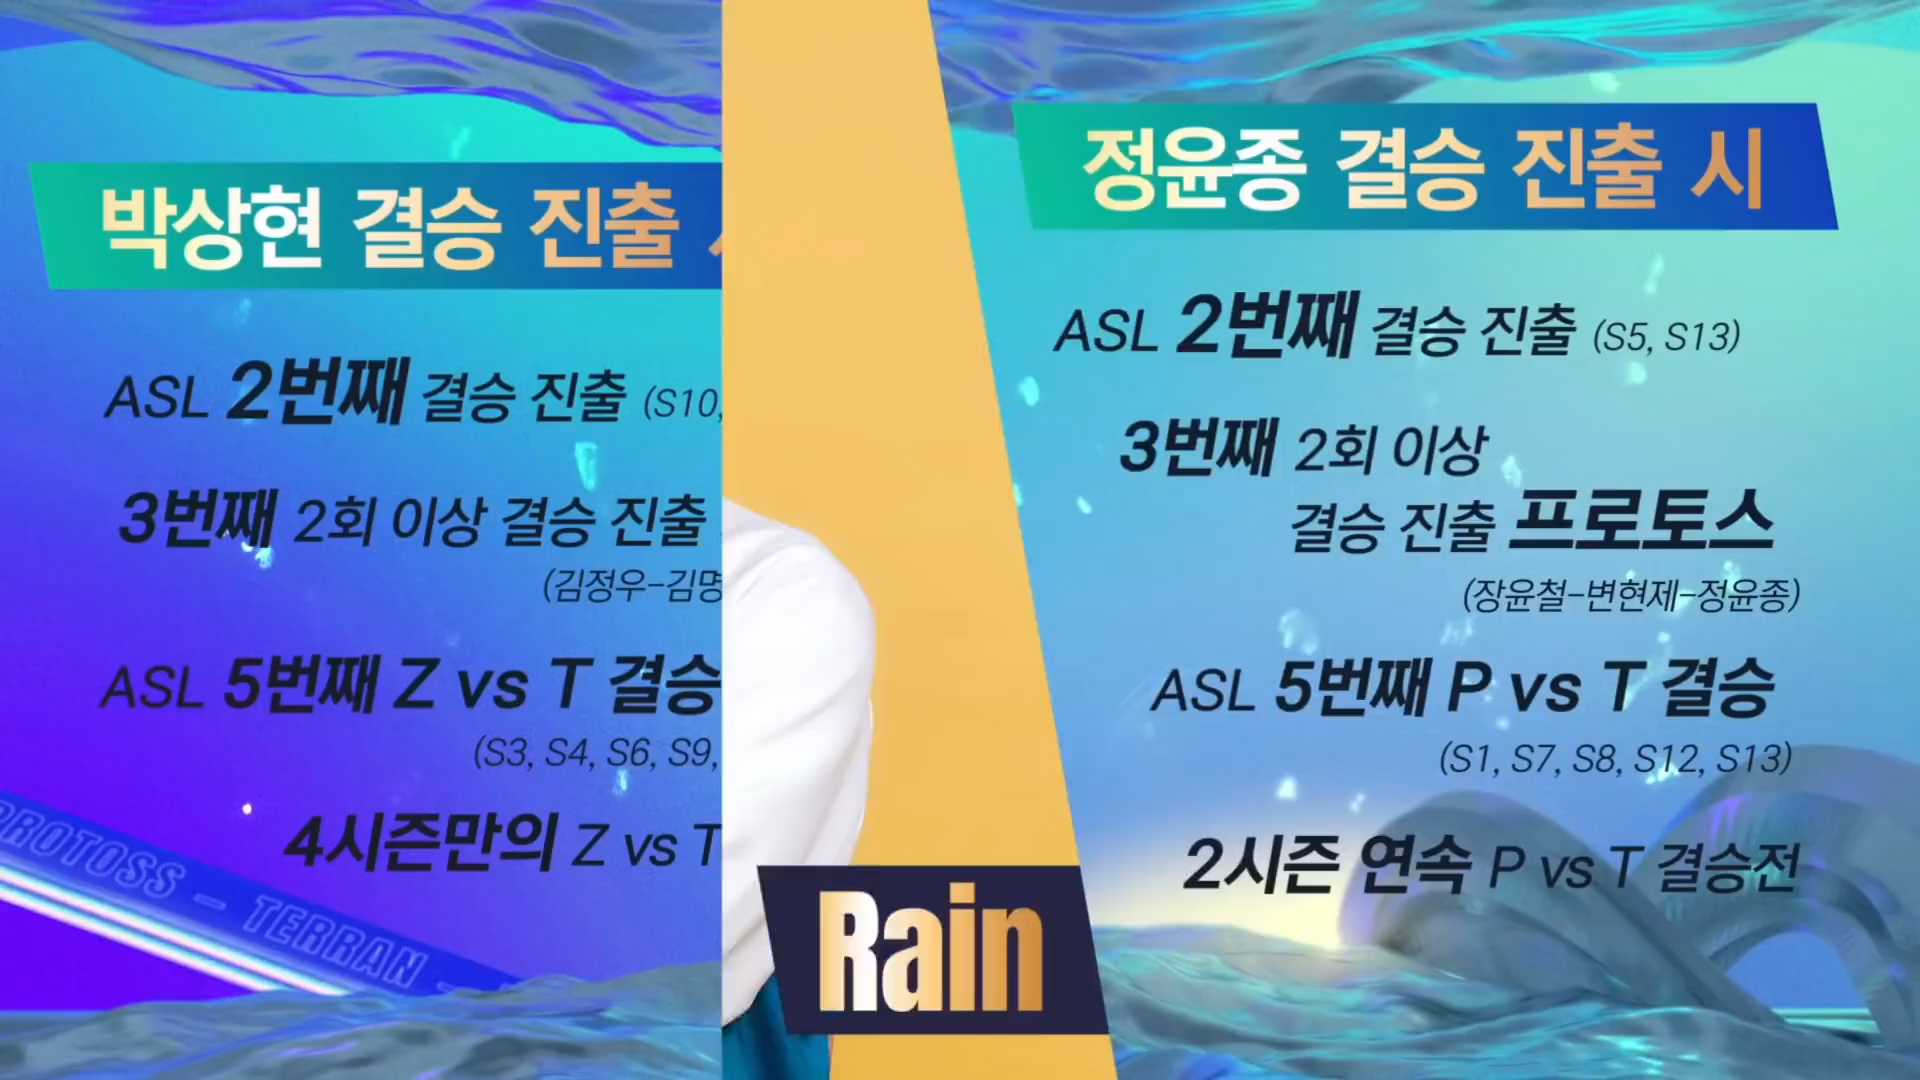 박상현 결승 진출
ASL 2번째 결승 진출 (S10,
3번째 2회 이상 결승 진출
(김정우-김명
ASL 5번째 Z vs T 결승
(S3, S4, S6, S9,
4시즌만의 Z vs T
PROTOSS - TERRAN -
Rain
정윤종 결승 진출 시
ASL 2번째 결승 진출 (S5, S13)
3번째 2회 이상
결승 진출 프로토스
(장윤철-변현제-정윤종)
ASL 5번째 P vs T 결승
(S1, S7, S8, S12, S13)
2시즌 연속 P vs T 결승전